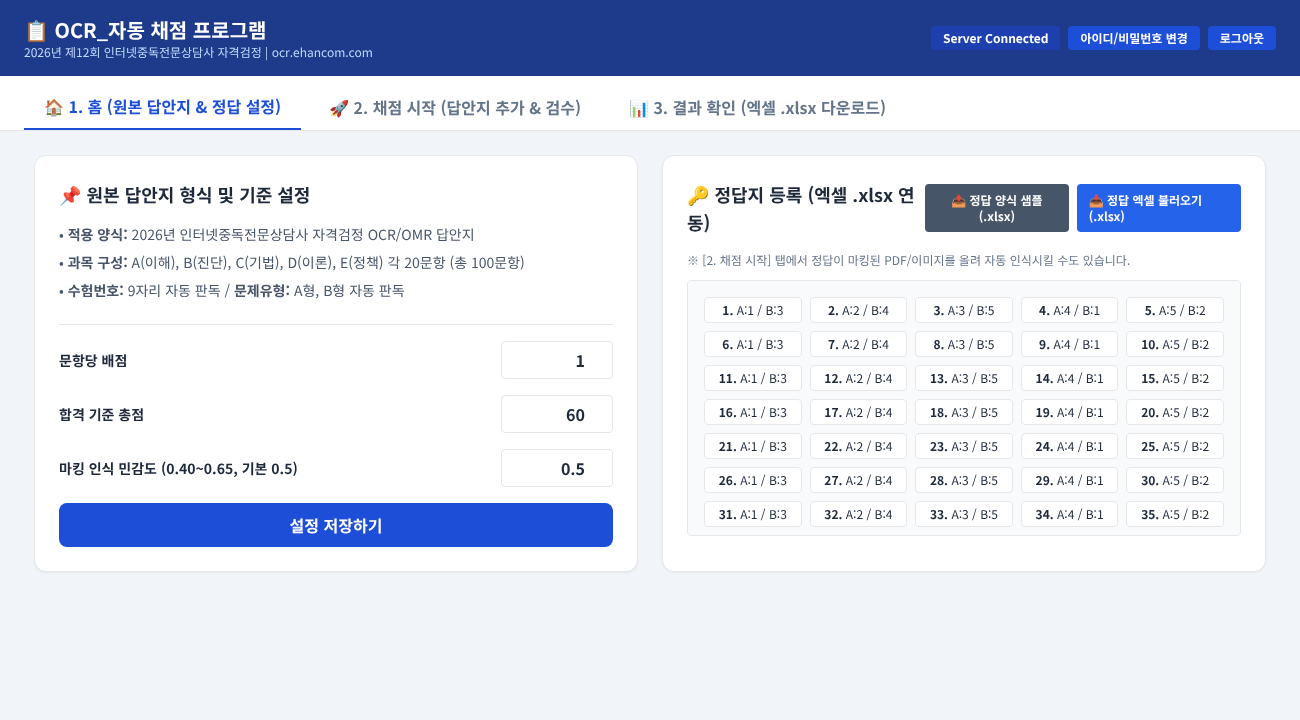 📋 OCR_자동 채점 프로그램
2026년 제12회 인터넷중독전문상담사 자격검정 | ocr.ehancom.com
Server Connected
아이디/비밀번호 변경
로그아웃
🏠 1. 홈 (원본 답안지 & 정답 설정)
🚀 2. 채점 시작 (답안지 추가 & 검수)
📊 3. 결과 확인 (엑셀 .xlsx 다운로드)
📌 원본 답안지 형식 및 기준 설정
• 적용 양식: 2026년 인터넷중독전문상담사 자격검정 OCR/OMR 답안지
• 과목 구성: A(이해), B(진단), C(기법), D(이론), E(정책) 각 20문항 (총 100문항)
• 수험번호: 9자리 자동 판독 / 문제유형: A형, B형 자동 판독
문항당 배점
1
합격 기준 총점
60
마킹 인식 민감도 (0.40~0.65, 기본 0.5)
0.5
설정 저장하기
🔑 정답지 등록 (엑셀 .xlsx 연
동)
📤 정답 양식 샘플
(.xlsx)
📥 정답 엑셀 불러오기
(.xlsx)
※ [2. 채점 시작] 탭에서 정답이 마킹된 PDF/이미지를 올려 자동 인식시킬 수도 있습니다.
1. A:1 / B:3
2. A:2 / B:4
3. A:3 / B:5
4. A:4 / B:1
5. A:5 / B:2
6. A:1 / B:3
7. A:2 / B:4
8. A:3 / B:5
9. A:4 / B:1
10. A:5 / B:2
11. A:1 / B:3
12. A:2 / B:4
13. A:3 / B:5
14. A:4 / B:1
15. A:5 / B:2
16. A:1 / B:3
17. A:2 / B:4
18. A:3 / B:5
19. A:4 / B:1
20. A:5 / B:2
21. A:1 / B:3
22. A:2 / B:4
23. A:3 / B:5
24. A:4 / B:1
25. A:5 / B:2
26. A:1 / B:3
27. A:2 / B:4
28. A:3 / B:5
29. A:4 / B:1
30. A:5 / B:2
31. A:1 / B:3
32. A:2 / B:4
33. A:3 / B:5
34. A:4 / B:1
35. A:5 / B:2